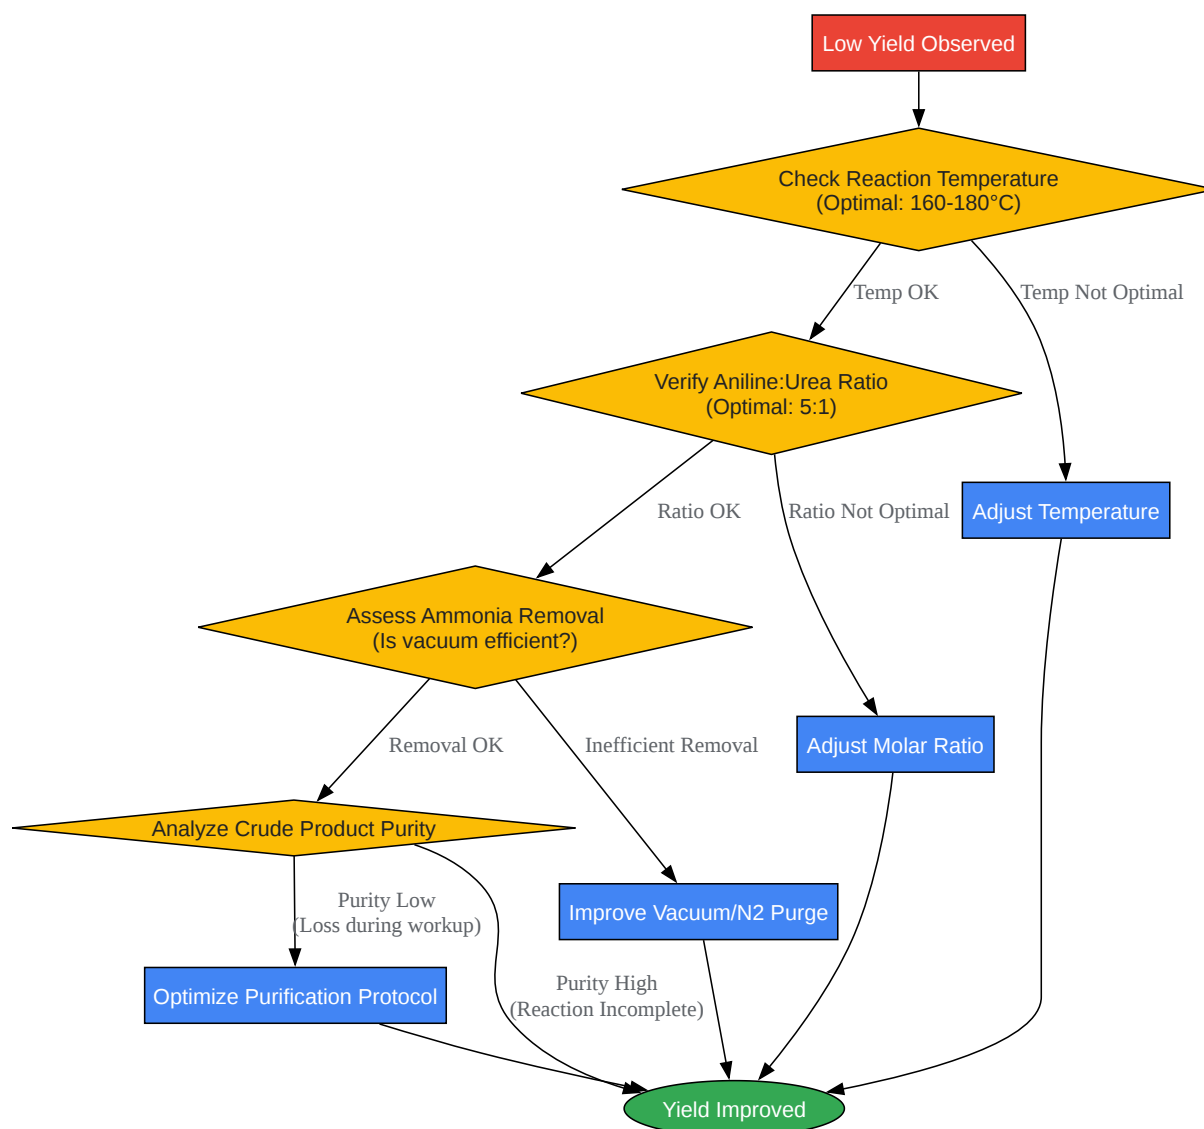 Low Yield Observed
Check Reaction Temperature
(Optimal: 160-180°C)
Temp OK
Temp Not Optimal
Verify Aniline:Urea Ratio
(Optimal: 5:1)
Ratio OK
Ratio Not Optimal
Adjust Temperature
Assess Ammonia Removal
(Is vacuum efficient?)
Removal OK
Inefficient Removal
Adjust Molar Ratio
Analyze Crude Product Purity
Purity Low
(Loss during workup)
Improve Vacuum/N2 Purge
Optimize Purification Protocol
Purity High
(Reaction Incomplete)
Yield Improved